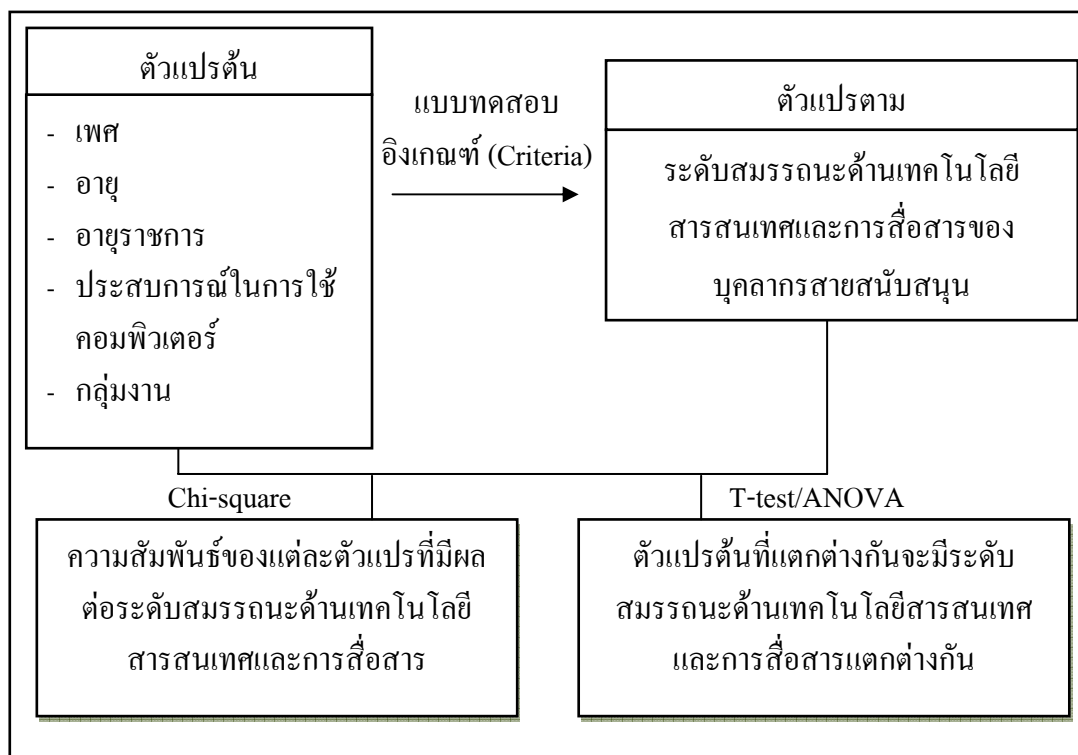 ตัวแปรต้น
- เพศ
- อายุ
- อายุราชการ
- ประสบการณ์ในการใช้
คอมพิวเตอร์
- กลุ่มงาน
แบบทดสอบ
อิงเกณฑ์ (Criteria)
ตัวแปรตาม
ระดับสมรรถนะด้านเทคโนโลยี
สารสนเทศและการสื่อสารของ
บุคลากรสายสนับสนุน
Chi-square
ความสัมพันธ์ของแต่ละตัวแปรที่มีผล
ต่อระดับสมรรถนะด้านเทคโนโลยี
สารสนเทศและการสื่อสาร
T-test/ANOVA
ตัวแปรต้นที่แตกต่างกันจะมีระดับ
สมรรถนะด้านเทคโนโลยีสารสนเทศ
และการสื่อสารแตกต่างกัน